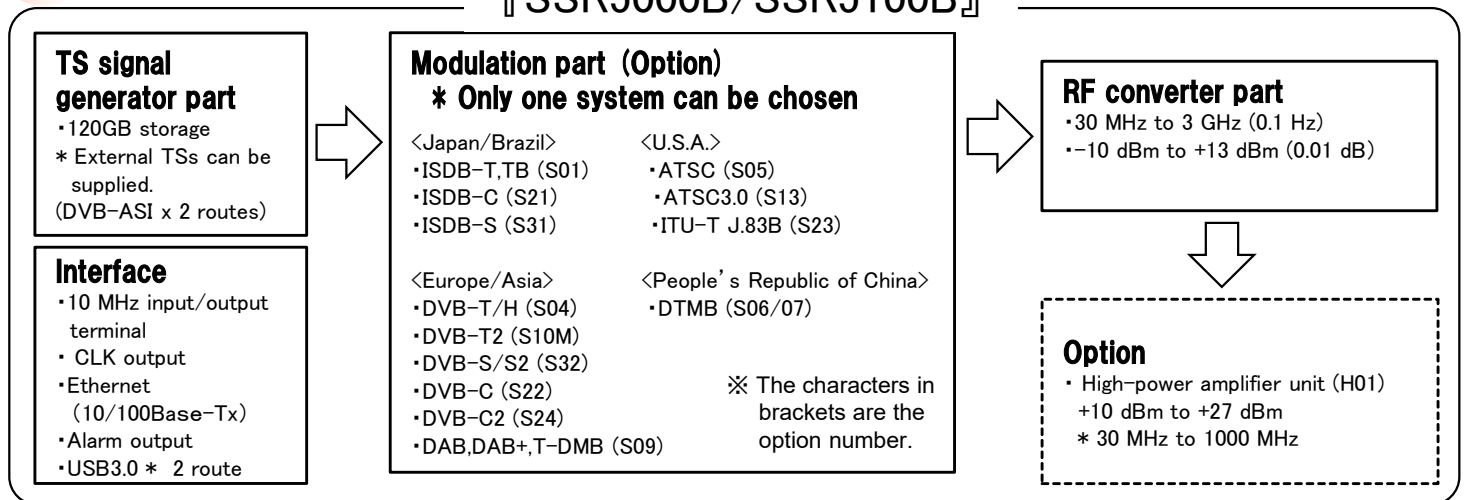 『SSR5000B/SSR5100B』
TS signal
generator part
・120GB storage
* External TSs can be
supplied.
(DVB-ASI x 2 routes)
Interface
・10 MHz input/output
terminal
・ CLK output
・Ethernet
(10/100Base-Tx)
・Alarm output
・USB3.0 * 2 route
Modulation part (Option)
* Only one system can be chosen
<Japan/Brazil>
・ISDB-T,TB (S01)
・ISDB-C (S21)
・ISDB-S (S31)
<U.S.A.>
・ATSC (S05)
・ATSC3.0 (S13)
・ITU-T J.83B (S23)
<Europe/Asia>
・DVB-T/H (S04)
・DVB-T2 (S10M)
・DVB-S/S2 (S32)
・DVB-C (S22)
・DVB-C2 (S24)
・DAB,DAB+,T-DMB (S09)
<People's Republic of China>
・DTMB (S06/07)
※ The characters in
brackets are the
option number.
RF converter part
・30 MHz to 3 GHz (0.1 Hz)
・-10 dBm to +13 dBm (0.01 dB)
Option
・ High-power amplifier unit (H01)
+10 dBm to +27 dBm
* 30 MHz to 1000 MHz